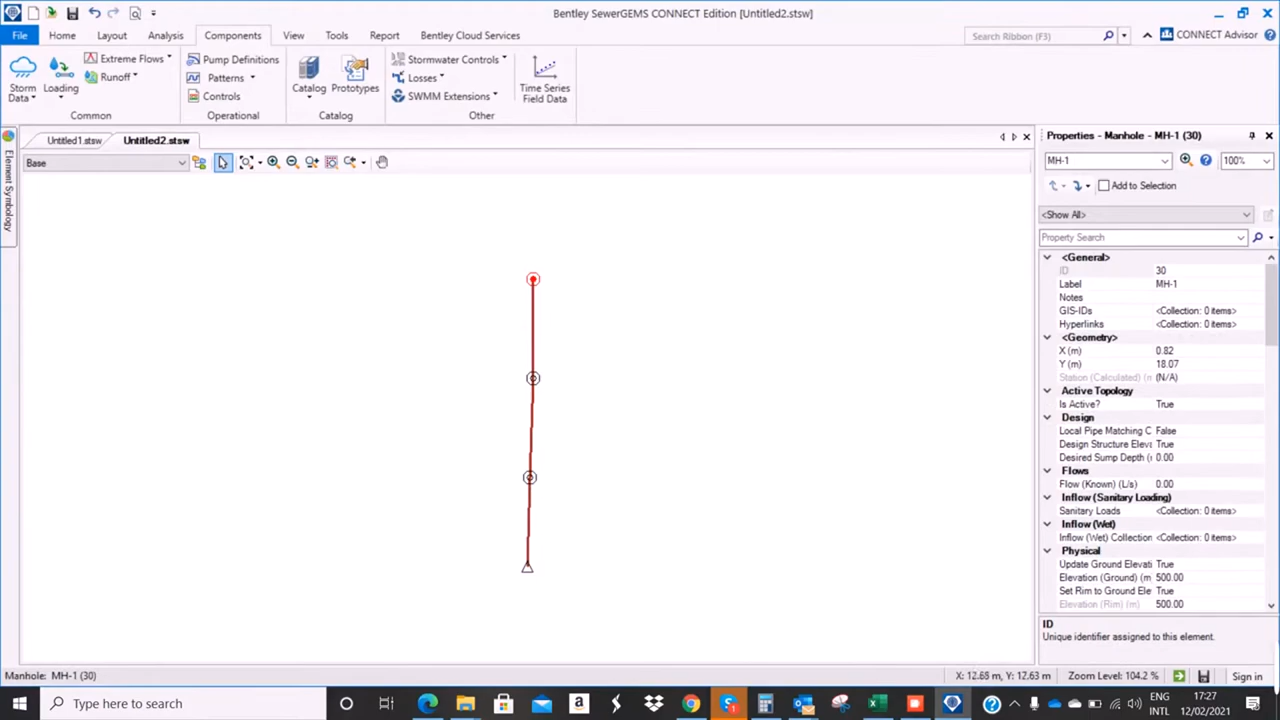 Bentley SewerGEMS CONNECT Edition [Untitled2.stsw]
File Home Layout Analysis Components View Tools Report Bentley Cloud Services Search Ribbon (F3) CONNECT Advisor
Storm Data
Loading
Extreme Flows
Runoff
Common
Pump Definitions
Patterns
Controls
Operational
Catalog
Prototypes
Catalog
Stormwater Controls
Losses
SWMM Extensions
Other
Time Series Field Data
Untitled1.stsw Untitled2.stsw
Base
Element Symbology
Properties - Manhole - MH-1 (30)
MH-1 100%
Add to Selection
<Show All>
Property Search
<General>
ID 30
Label MH-1
Notes
GIS-IDs <Collection: 0 items>
Hyperlinks <Collection: 0 items>
<Geometry>
X (m) 0.82
Y (m) 18.07
Station (Calculated) (m (N/A)
Active Topology
Is Active? True
Design
Local Pipe Matching C False
Design Structure Eleva True
Desired Sump Depth (r 0.00
Flows
Flow (Known) (L/s) 0.00
Inflow (Sanitary Loading)
Sanitary Loads <Collection: 0 items>
Inflow (Wet)
Inflow (Wet) Collection <Collection: 0 items>
Physical
Update Ground Elevati True
Elevation (Ground) (m) 500.00
Set Rim to Ground Ele True
Elevation (Rim) (m) 500.00
ID
Unique identifier assigned to this element.
Manhole: MH-1 (30) X: 12.65 m, Y: 12.63 m Zoom Level: 104.2 % Sign in
Type here to search
ENG
INTL
17:27
12/02/2021